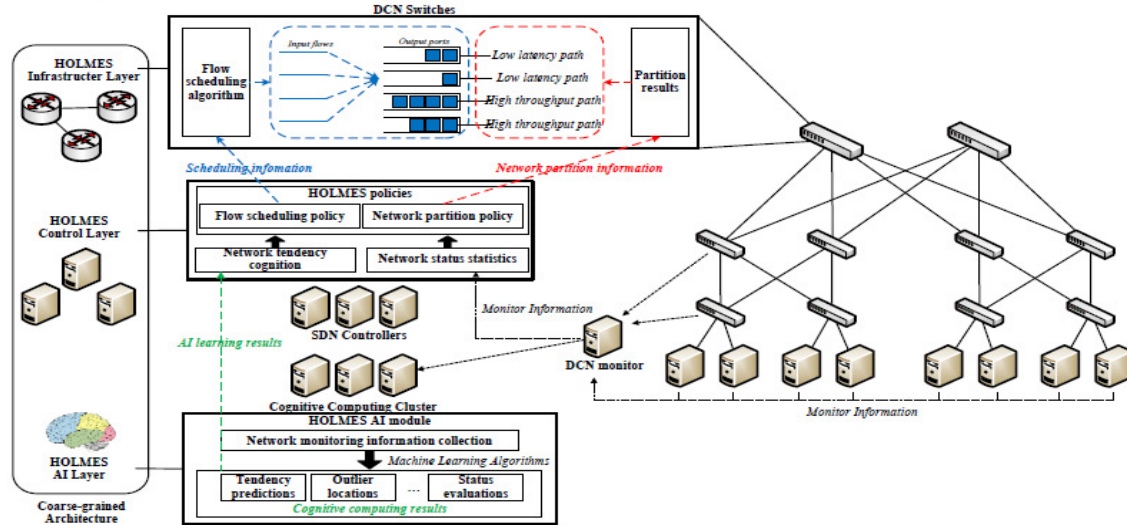 DCN Switches
HOLMES
Infrastructer Layer
Flow
scheduling
algorithm
Input flows
Output ports
Low latency path
Low latency path
High throughput path
High throughput path
Partition
results
Scheduling infomation
Network partition information
HOLMES policies
Flow scheduling policy
Network partition policy
Network tendency
cognition
Network status statistics
HOLMES
Control Layer
SDN Controllers
Monitor Information
AI learning results
DCN monitor
Cognitive Computing Cluster
Monitor Information
HOLMES AI module
Network monitoring information collection
Machine Learning Algorithms
Tendency
predictions
Outlier
locations
...
Status
evaluations
Cognitive computing results
HOLMES
AI Layer
Coarse-grained
Architecture